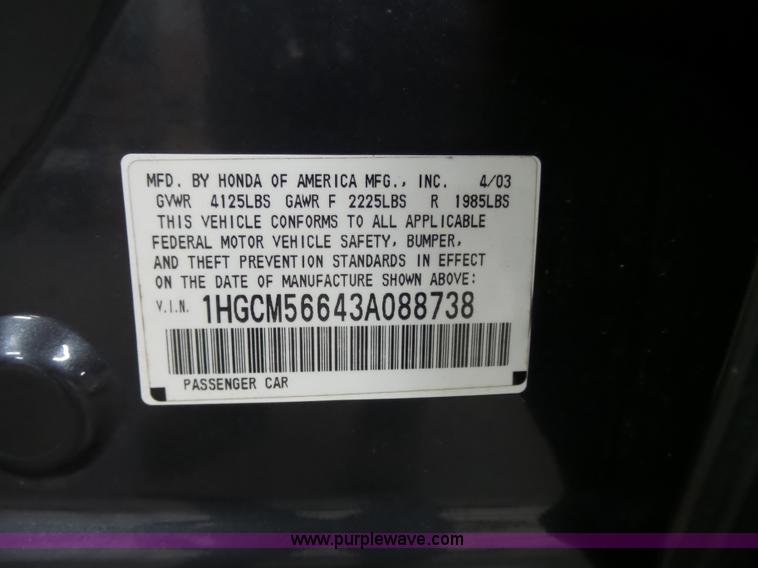 MFD. BY HONDA OF AMERICA MFG., INC. 4/03
GVWR 4125LBS GAWR F 2225LBS R 1985LBS
THIS VEHICLE CONFORMS TO ALL APPLICABLE
FEDERAL MOTOR VEHICLE SAFETY, BUMPER,
AND THEFT PREVENTION STANDARDS IN EFFECT
ON THE DATE OF MANUFACTURE SHOWN ABOVE:
V.I.N. 1HGCM56643A088738
PASSENGER CAR
www.purplewave.com